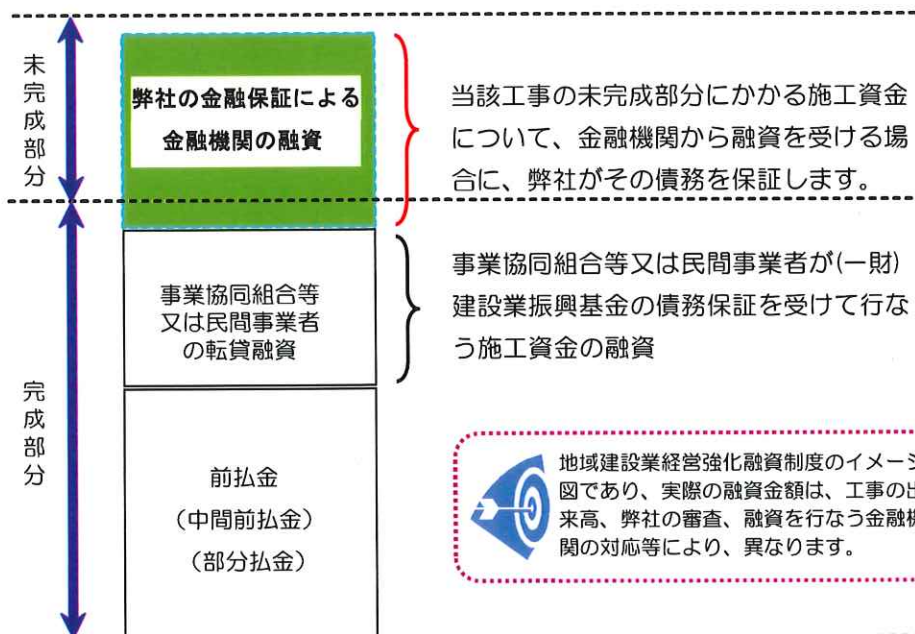 未完成部分
弊社の金融保証による
金融機関の融資
当該工事の未完成部分にかかる施工資金
について、金融機関から融資を受ける場
合に、弊社がその債務を保証します。
完成部分
事業協同組合等
又は民間事業者
の転貸融資
事業協同組合等又は民間事業者が(一財)
建設業振興基金の債務保証を受けて行な
う施工資金の融資
前払金
（中間前払金）
（部分払金）
地域建設業経営強化融資制度のイメージ
図であり、実際の融資金額は、工事の出
来高、弊社の審査、融資を行なう金融機
関の対応等により、異なります。